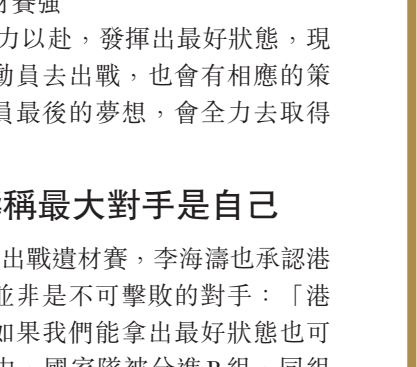 材賽強
力以赴，發揮出最好狀態，現
動員去出戰，也會有相應的策
員最後的夢想，會全力去取得
稱最大對手是自己
出戰遺材賽，李海濤也承認港
並非是不可擊敗的對手：「港
如果我們能拿出最好狀態也可
國家隊被分進B組，同組